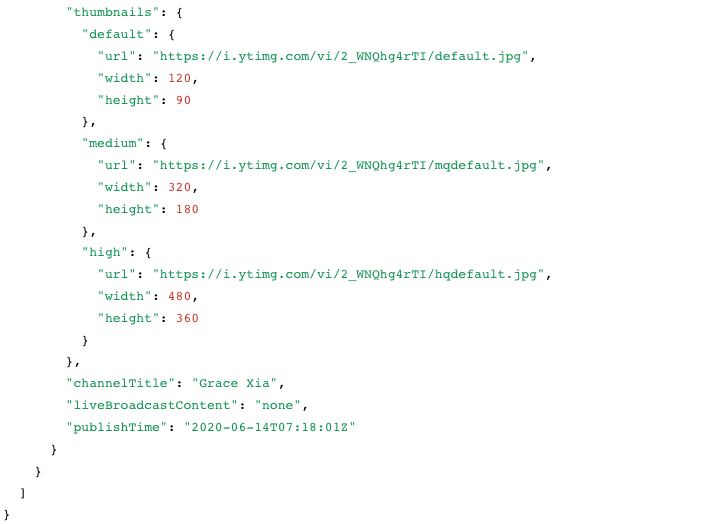 "thumbnails": {
"default": {
"url": "https://i.ytimg.com/vi/2_WNQhg4rTI/default.jpg",
"width": 120,
"height": 90
},
"medium": {
"url": "https://i.ytimg.com/vi/2_WNQhg4rTI/mqdefault.jpg",
"width": 320,
"height": 180
},
"high": {
"url": "https://i.ytimg.com/vi/2_WNQhg4rTI/hqdefault.jpg",
"width": 480,
"height": 360
}
},
"channelTitle": "Grace Xia",
"liveBroadcastContent": "none",
"publishTime": "2020-06-14T07:18:01Z"
}
}
]
}